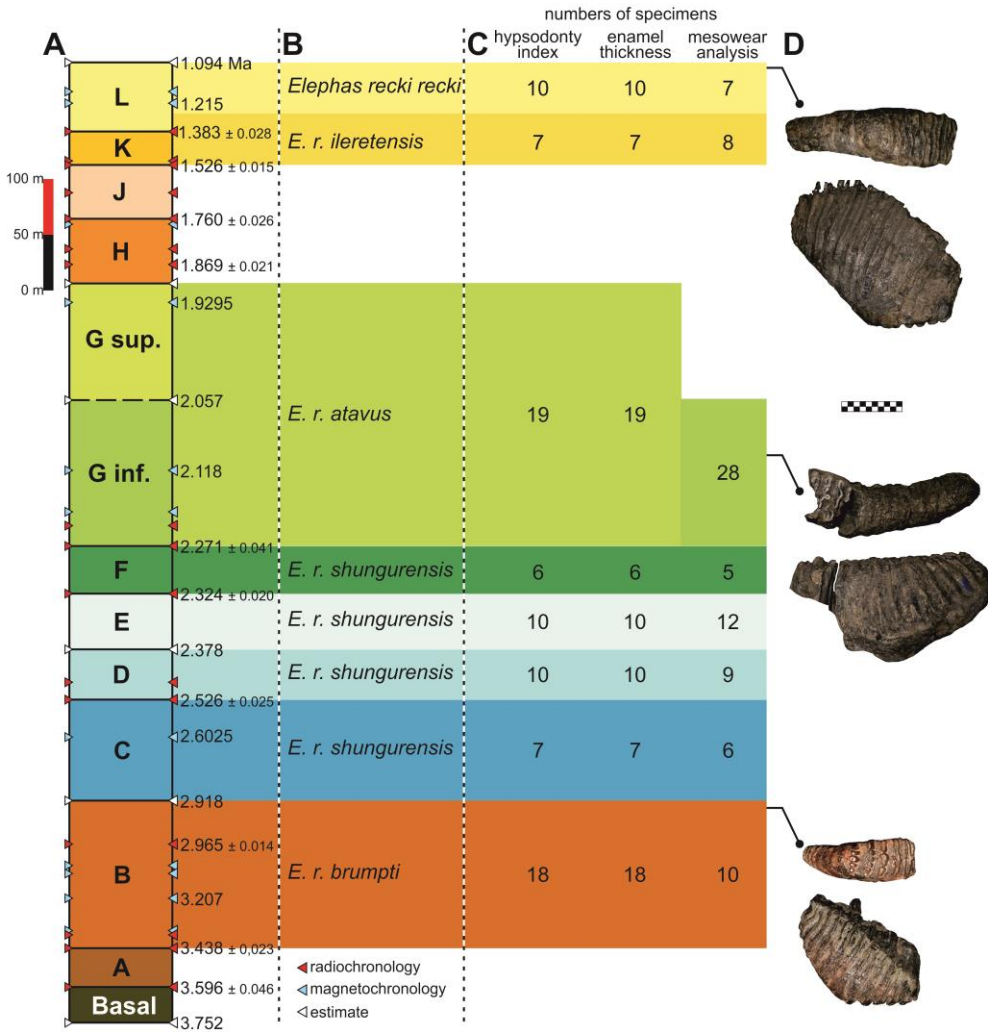 numbers of specimens
A
B
C
hypsodonty index
enamel thickness
mesowear analysis
D
1.094 Ma
L
Elephas recki recki
10
10
7
1.215
1.383 ± 0.028
K
E. r. ileretensis
7
7
8
1.526 ± 0.015
100 m
J
1.760 ± 0.026
50 m
H
1.869 ± 0.021
0 m
1.9295
G sup.
2.057
E. r. atavus
19
19
G inf.
2.118
28
2.271 ± 0.041
F
E. r. shungurensis
6
6
5
2.324 ± 0.020
E
E. r. shungurensis
10
10
12
2.378
D
E. r. shungurensis
10
10
9
2.526 ± 0.025
C
2.6025
E. r. shungurensis
7
7
6
2.918
2.965 ± 0.014
B
E. r. brumpti
18
18
10
3.207
3.438 ± 0,023
A
radiochronology
3.596 ± 0.046
magnetochronology
Basal
estimate
3.752